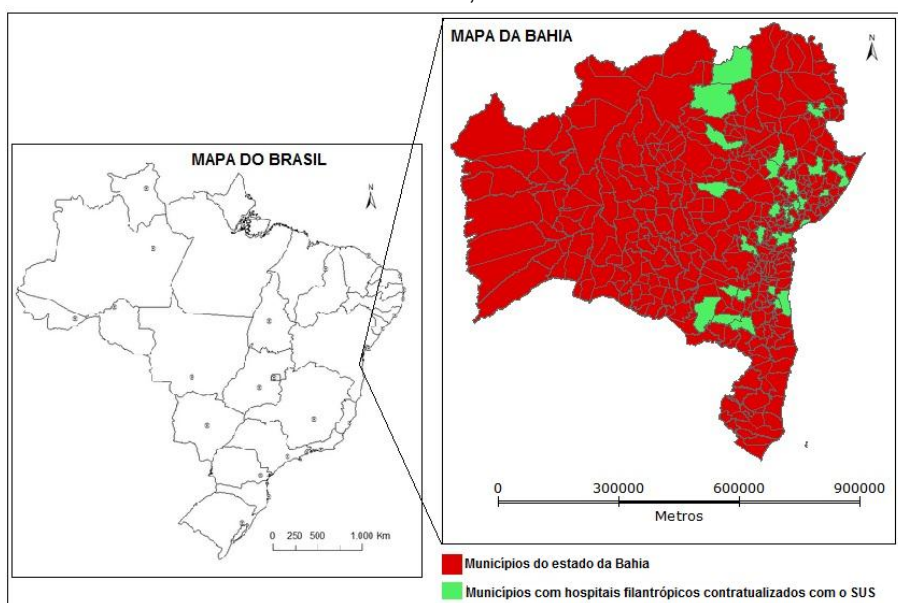 MAPA DA BAHIA
N
MAPA DO BRASIL
N
0 250 500 1.000 Km
0 300000 600000 900000
Metros
Municípios do estado da Bahia
Municípios com hospitais filantrópicos contratualizados com o SUS